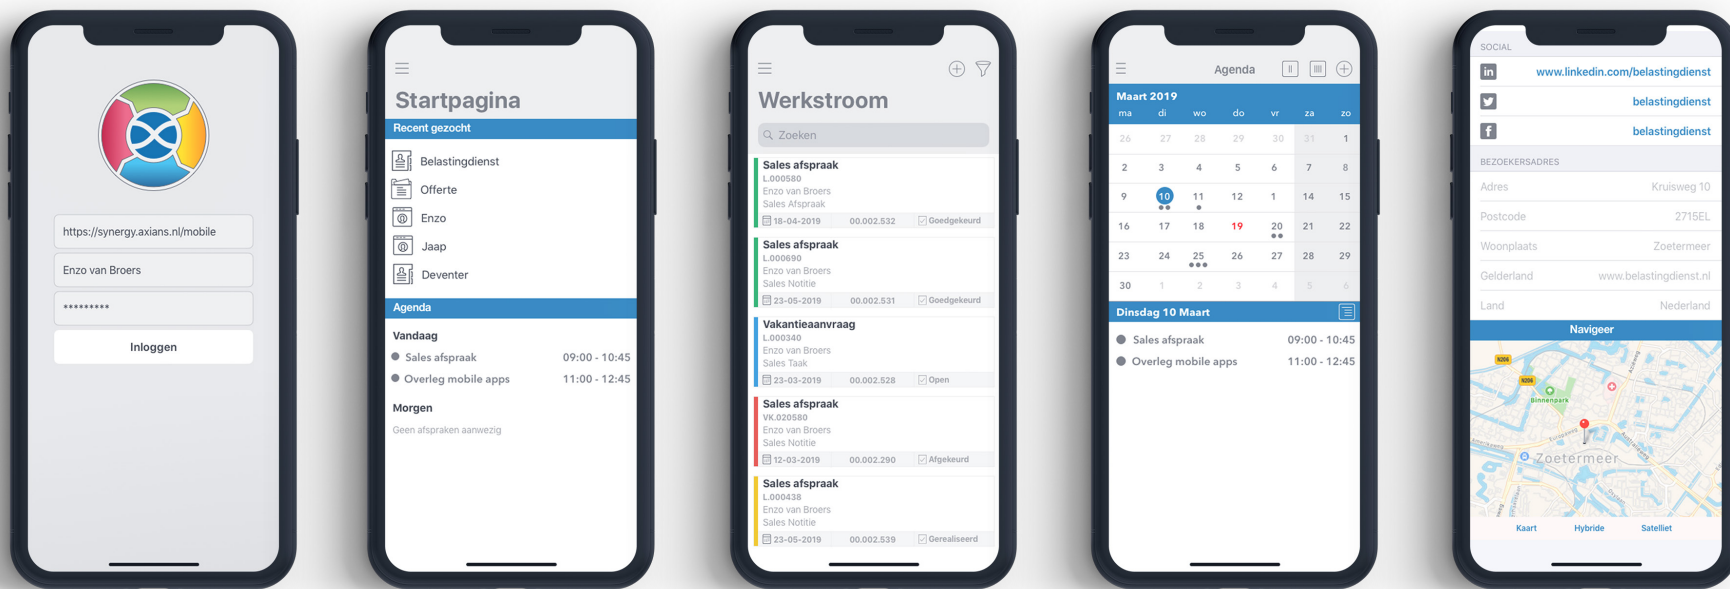 https://synergy.axians.nl/mobile
Enzo van Broers
*********
Inloggen
Startpagina
Recent gezocht
Belastingdienst
Offerte
Enzo
Jaap
Deventer
Agenda
Vandaag
Sales afspraak 09:00 - 10:45
Overleg mobile apps 11:00 - 12:45
Morgen
Geen afspraken aanwezig
Werkstroom
Zoeken
Sales afspraak
L.000580
Enzo van Broers
Sales Afspraak
18-04-2019 00.002.532 Goedgekeurd
Sales afspraak
L.000690
Enzo van Broers
Sales Notitie
23-05-2019 00.002.531 Goedgekeurd
Vakantieaanvraag
L.000340
Enzo van Broers
Sales Taak
23-03-2019 00.002.528 Open
Sales afspraak
VK.020580
Enzo van Broers
Sales Notitie
12-03-2019 00.002.290 Afgekeurd
Sales afspraak
L.000438
Enzo van Broers
Sales Notitie
23-05-2019 00.002.539 Gerealiseerd
Agenda
Maart 2019
ma di wo do vr za zo
26 27 28 29 30 31 1
2 3 4 5 6 7 8
9 10 11 12 1 14 15
16 17 18 19 20 21 22
23 24 25 26 27 28 29
30 1 2 3 4 5 6
Dinsdag 10 Maart
Sales afspraak 09:00 - 10:45
Overleg mobile apps 11:00 - 12:45
SOCIAL
in www.linkedin.com/belastingdienst
belastingdienst
f belastingdienst
BEZOEKERSADRES
Adres Kruisweg 10
Postcode 2715EL
Woonplaats Zoetermeer
Gelderland www.belastingdienst.nl
Land Nederland
Navigeer
N206
N206
Binnenpark
Europaweg
Zoetermeer
Kaart Hybride Satelliet